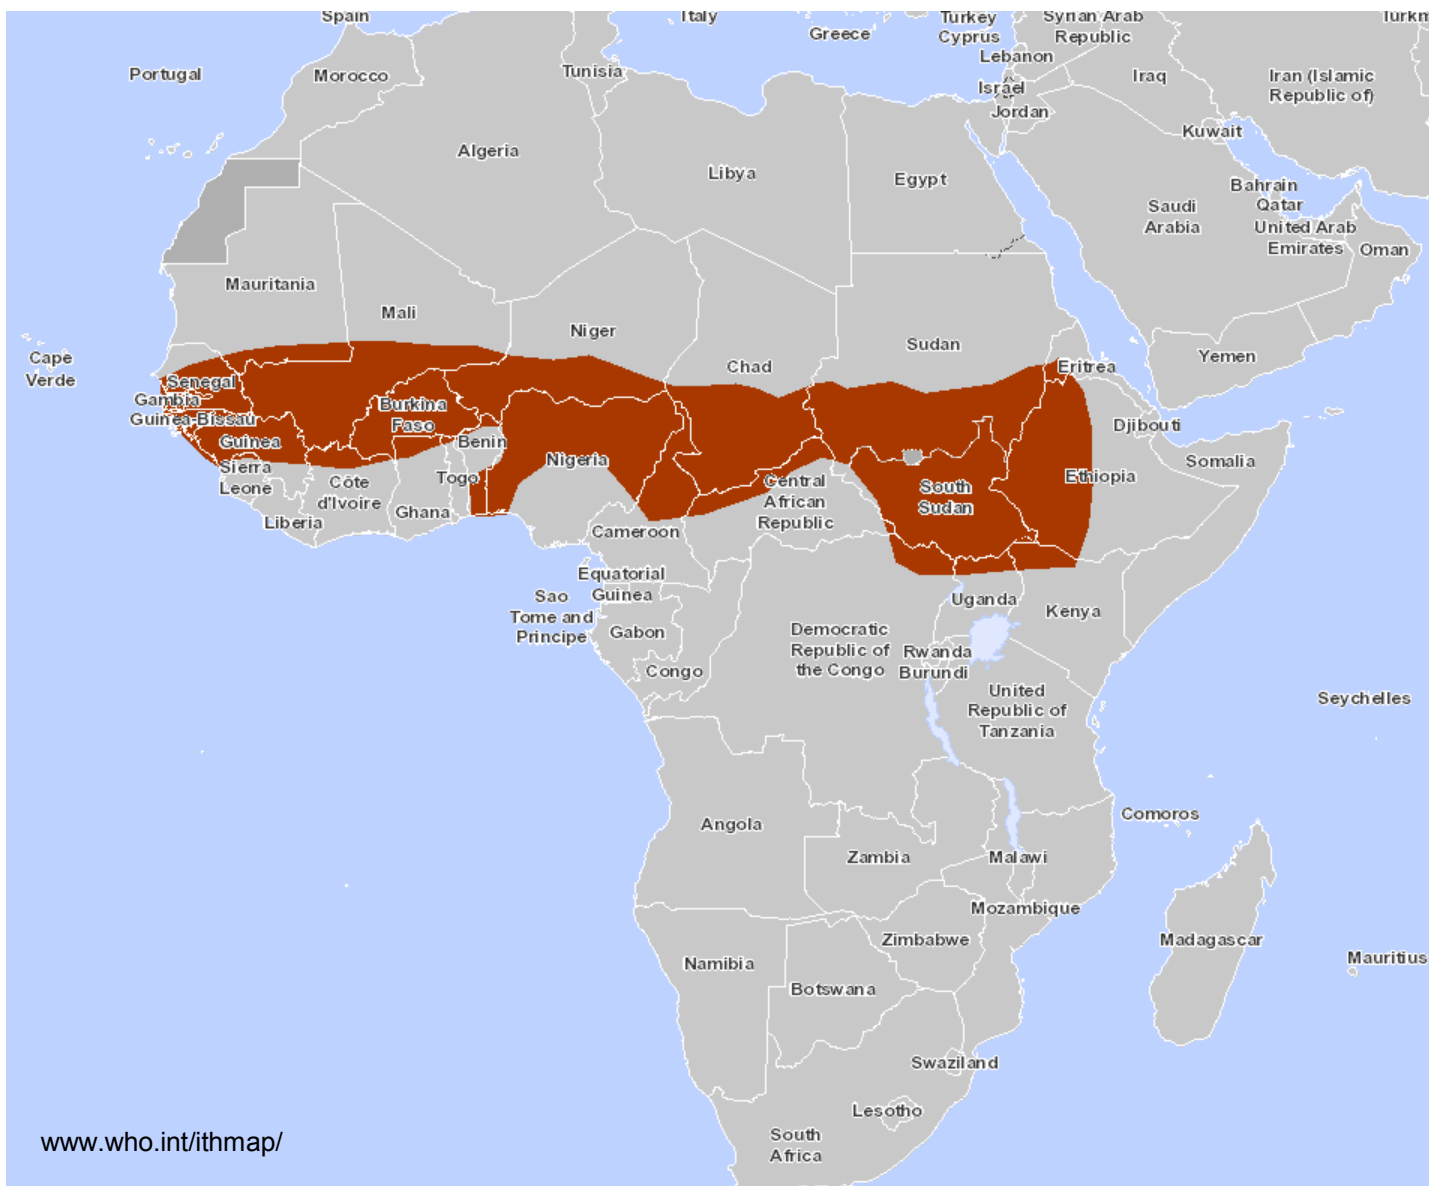 Spain
Italy
Turkey
Syrian Arab
Republic
Greece
Cyprus
Lebanon
Portugal
Morocco
Tunisia
Israel
Iraq
Iran (Islamic
Republic of)
Jordan
Kuwait
Algeria
Libya
Egypt
Bahrain
Qatar
Saudi
Arabia
United Arab
Emirates
Oman
Mauritania
Mali
Niger
Chad
Sudan
Eritrea
Yemen
Cape
Verde
Senegal
Gambia
Guinea-Bissau
Guinea
Burkina
Faso
Benin
Nigeria
Djibouti
Somalia
Sierra
Leone
Côte
d'Ivoire
Togo
Ghana
Liberia
Central
African
Republic
South
Sudan
Ethiopia
Cameroon
Equatorial
Guinea
Sao
Tome and
Principe
Gabon
Congo
Democratic
Republic of
the Congo
Uganda
Kenya
Rwanda
Burundi
United
Republic of
Tanzania
Seychelles
Angola
Zambia
Malawi
Comoros
Mozambique
Zimbabwe
Madagascar
Mauritius
Namibia
Botswana
Swaziland
Lesotho
South
Africa
www.who.int/ithmap/